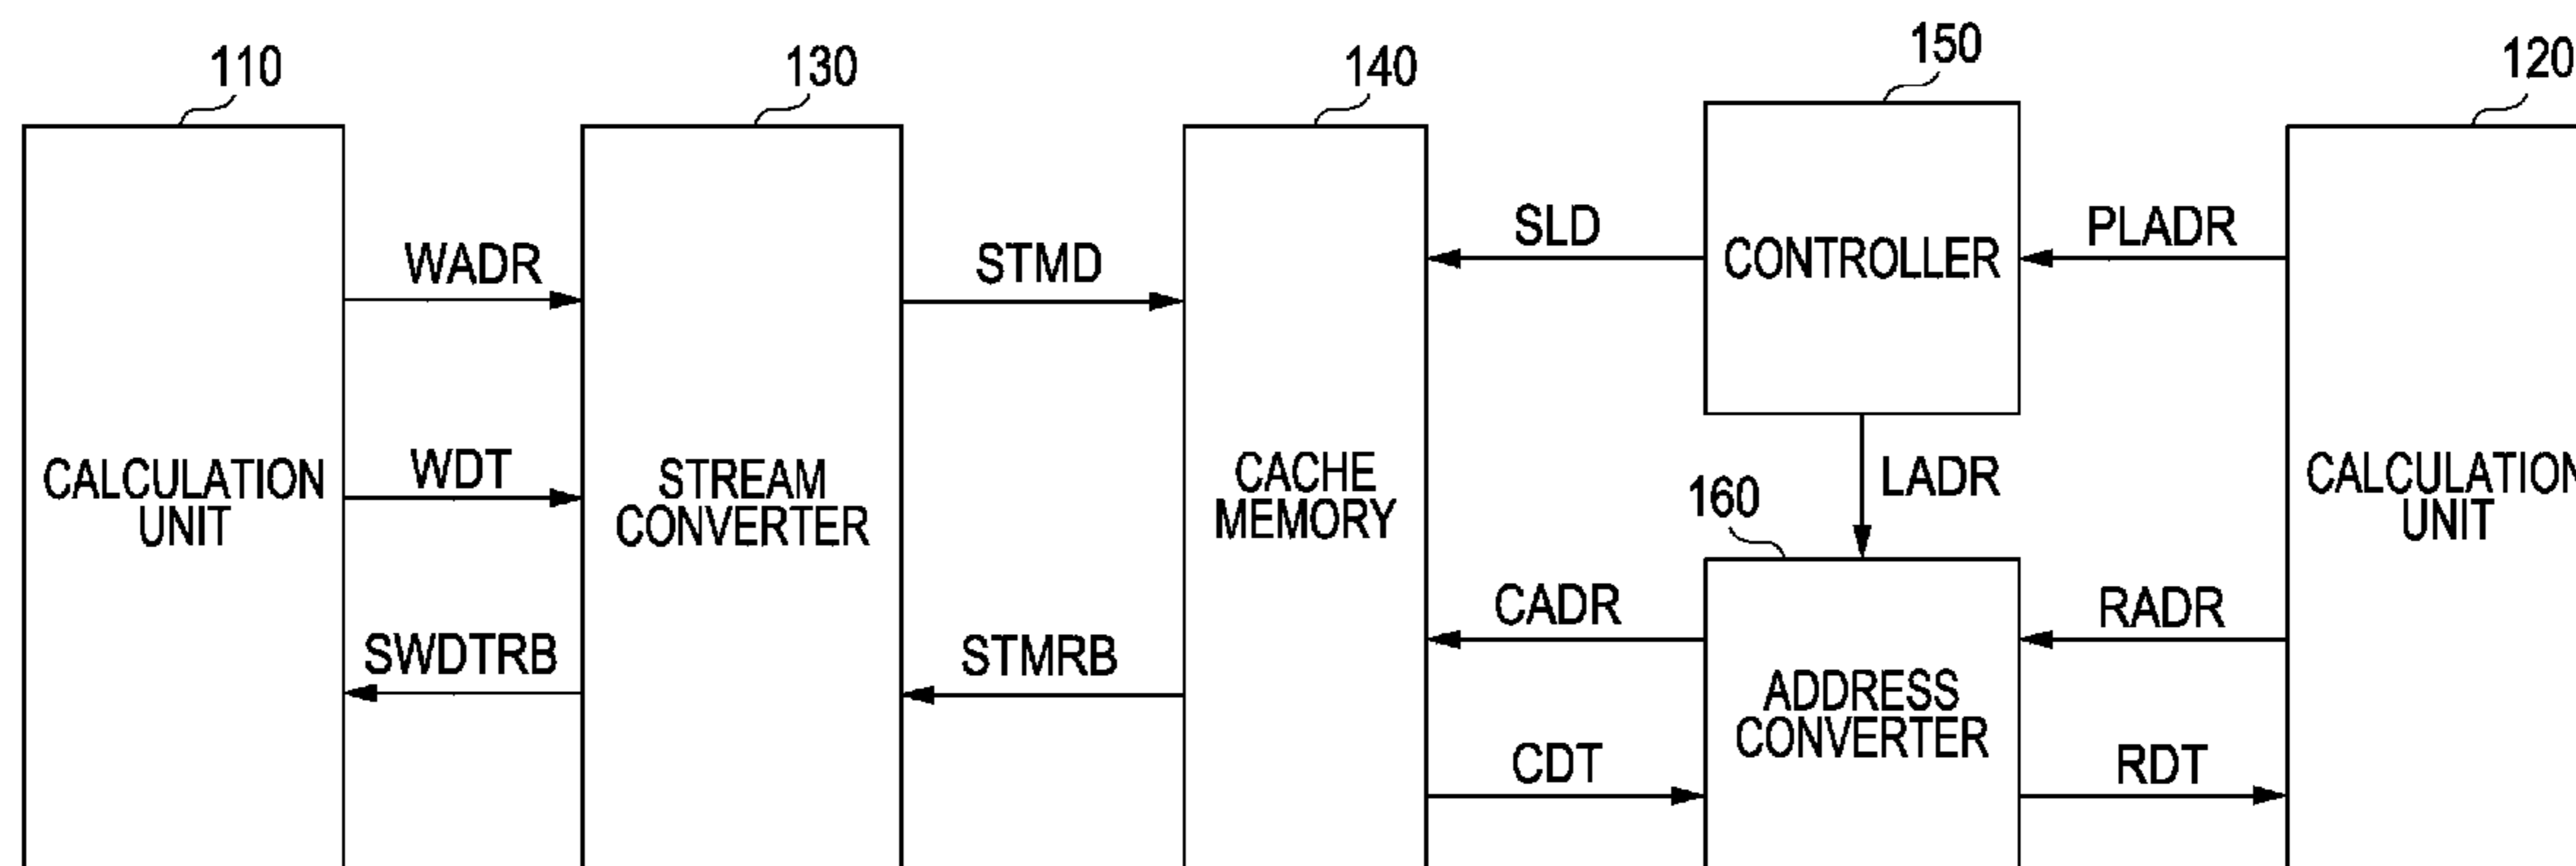 110
130
140
150
120
WADR
STMD
SLD
CONTROLLER
PLADR
CALCULATION
UNIT
WDT
STREAM
CONVERTER
CACHE
MEMORY
LADR
160
CALCULATION
UNIT
SWDTRB
STMRB
CADR
ADDRESS
CONVERTER
RADR
CDT
RDT